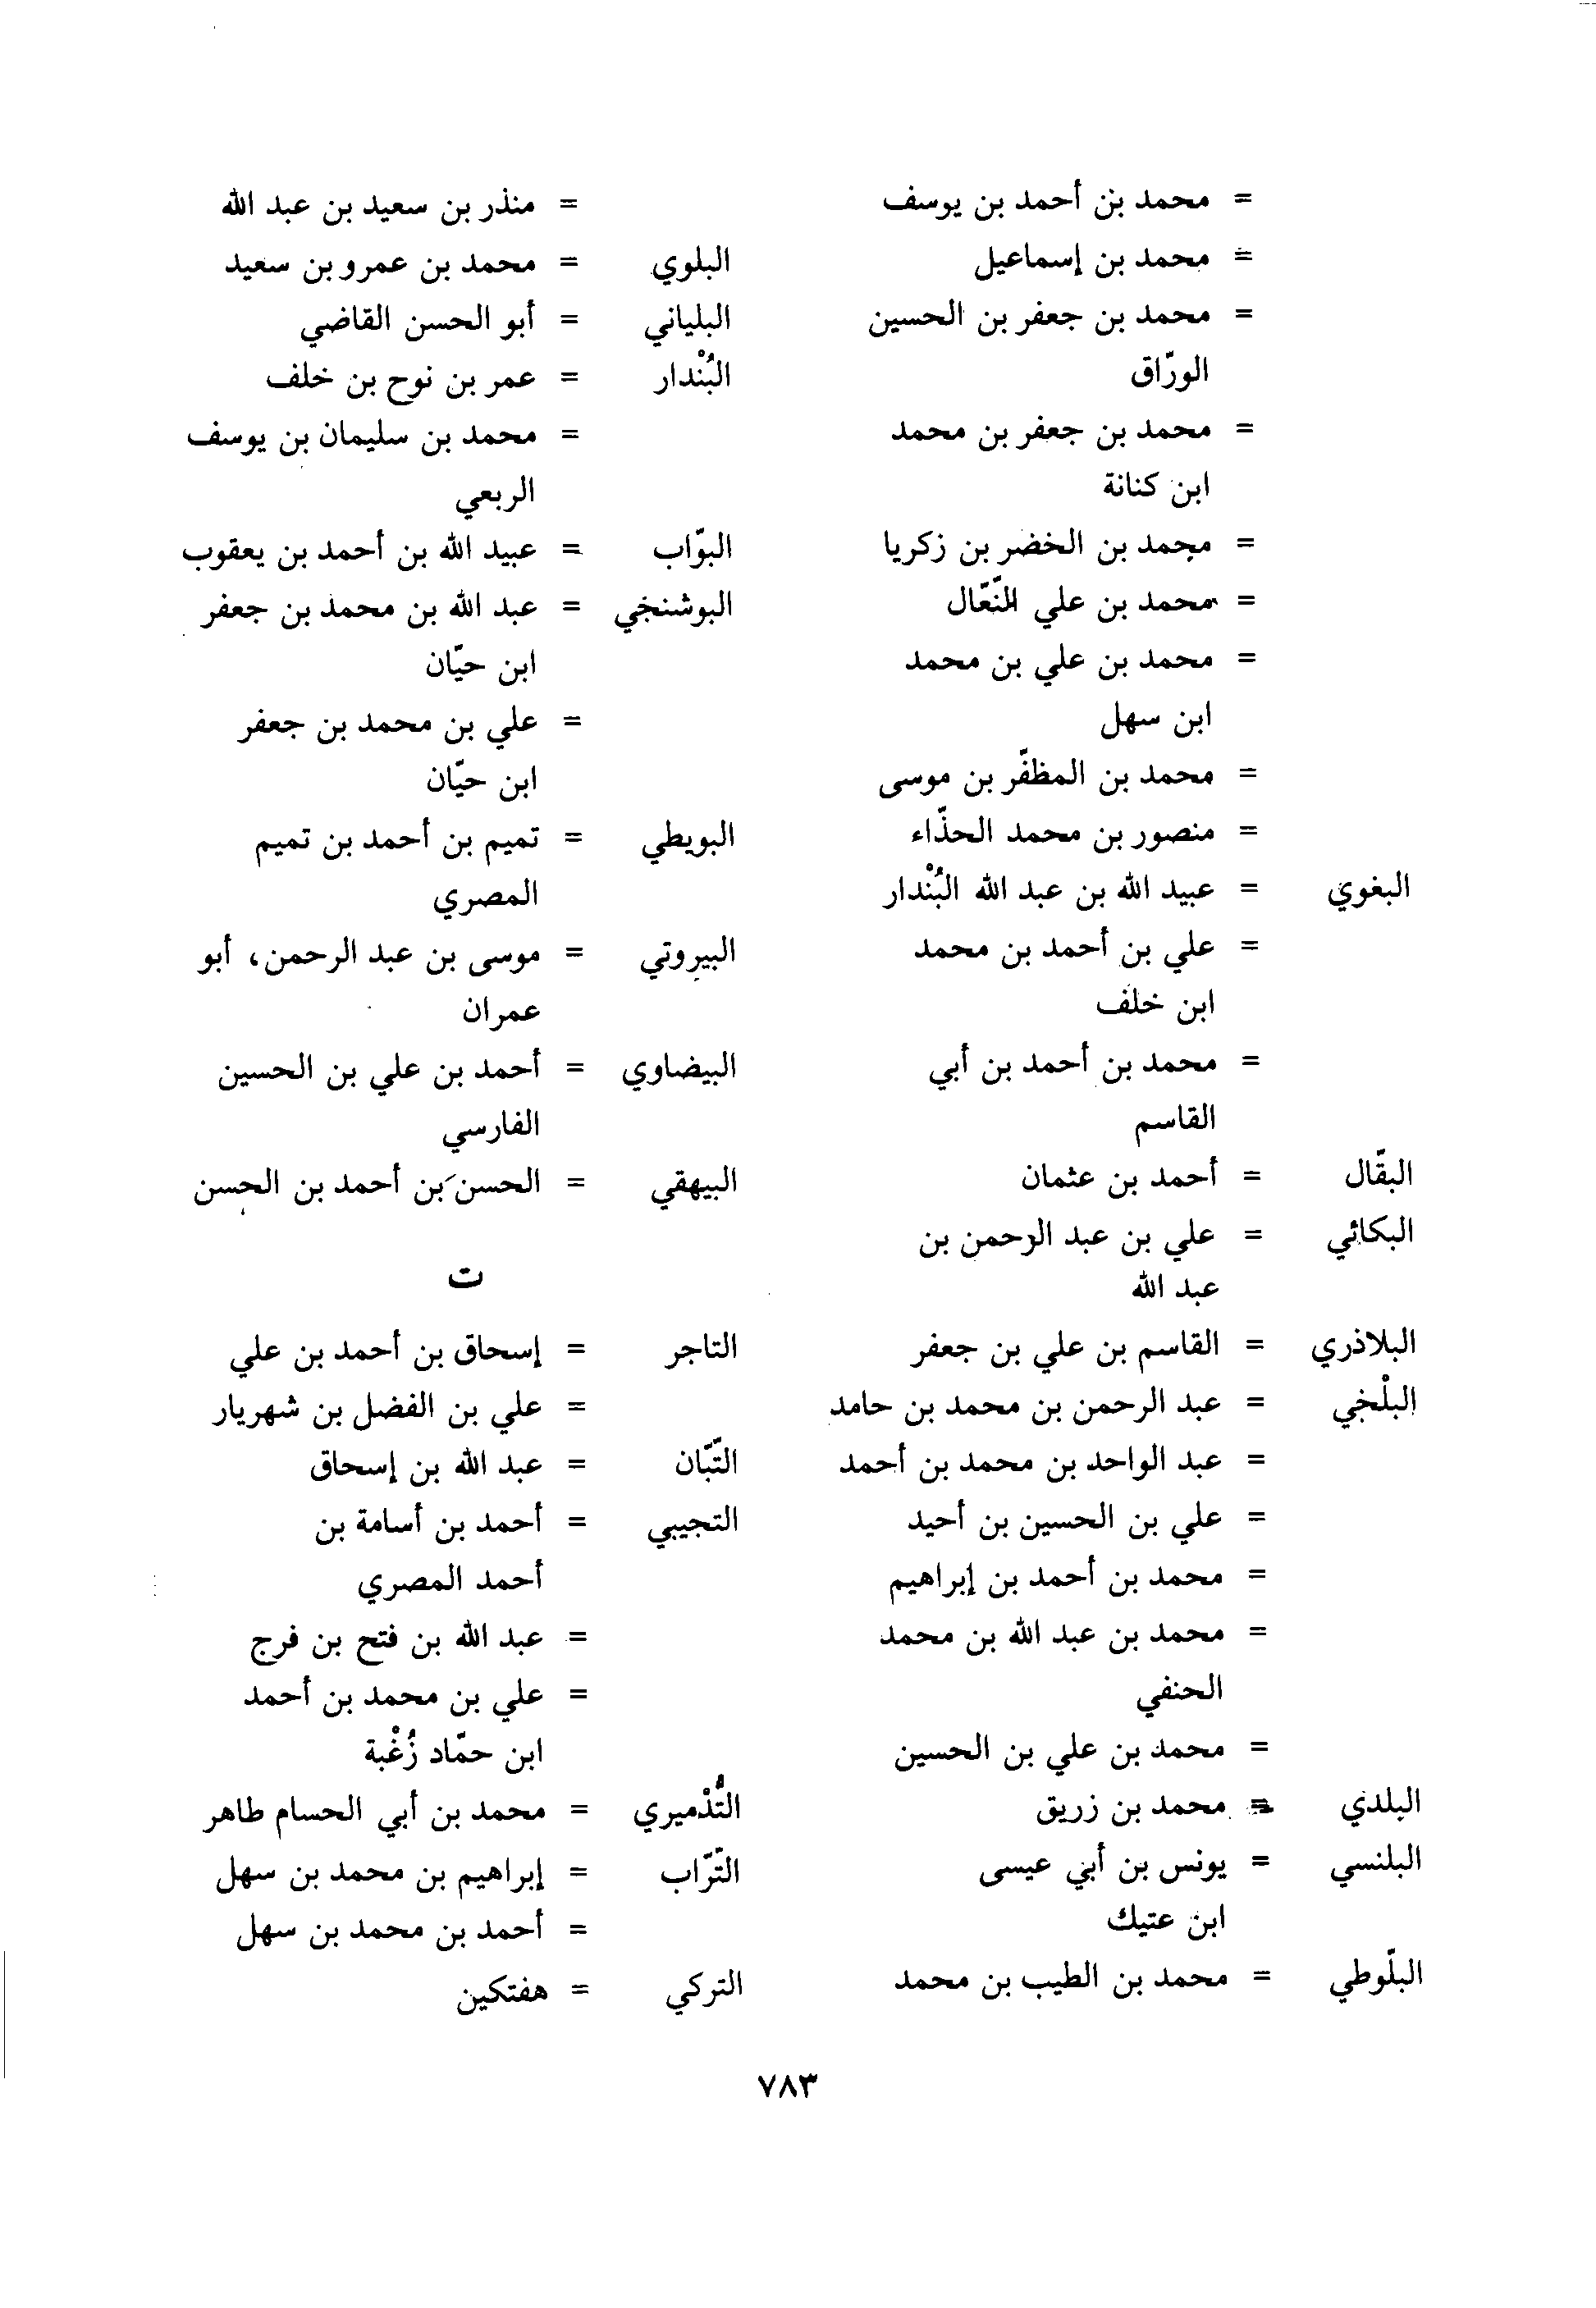 = محمد بن أحمد بن يوسف
= محمد بن إسماعيل
= محمد بن جعفر بن الحسين
الورّاق
= محمد بن جعفر بن محمد
ابن كنانة
= محمد بن الخضر بن زكريا
= محمد بن علي النّعّال
= محمد بن علي بن محمد
ابن سهل
= محمد بن المظفّر بن موسى
= منصور بن محمد الحذّاء
البغوي = عبيد الله بن عبد الله البُنْدار
= علي بن أحمد بن محمد
ابن خلف
= محمد بن أحمد بن أبي
القاسم
البقّال = أحمد بن عثمان
البكائي = علي بن عبد الرحمن بن
عبد الله
البلاذري = القاسم بن علي بن جعفر
البلْخي = عبد الرحمن بن محمد بن حامد
= عبد الواحد بن محمد بن أحمد
= علي بن الحسين بن أحيد
= محمد بن أحمد بن إبراهيم
= محمد بن عبد الله بن محمد
الحنفي
= محمد بن علي بن الحسين
البلدي = محمد بن زريق
البلنسي = يونس بن أبي عيسى
ابن عتيك
البلّوطي = محمد بن الطيب بن محمد
= منذر بن سعيد بن عبد الله
البلوي = محمد بن عمرو بن سعيد
البلياني = أبو الحسن القاضي
البُنْدار = عمر بن نوح بن خلف
= محمد بن سليمان بن يوسف
الربعي
البوّاب = عبيد الله بن أحمد بن يعقوب
البوشنجي = عبد الله بن محمد بن جعفر
ابن حيّان
= علي بن محمد بن جعفر
ابن حيّان
البويطي = تميم بن أحمد بن تميم
المصري
البيروتي = موسى بن عبد الرحمن، أبو
عمران
البيضاوي = أحمد بن علي بن الحسين
الفارسي
البيهقي = الحسن بن أحمد بن الحسن
ت
التاجر = إسحاق بن أحمد بن علي
= علي بن الفضل بن شهريار
التّبّان = عبد الله بن إسحاق
التجيبي = أحمد بن أسامة بن
أحمد المصري
= عبد الله بن فتح بن فرج
= علي بن محمد بن أحمد
ابن حمّاد زُغْبة
التُّذْميري = محمد بن أبي الحسام طاهر
التّرّاب = إبراهيم بن محمد بن سهل
= أحمد بن محمد بن سهل
التركي = هفتكين
٧٨٣